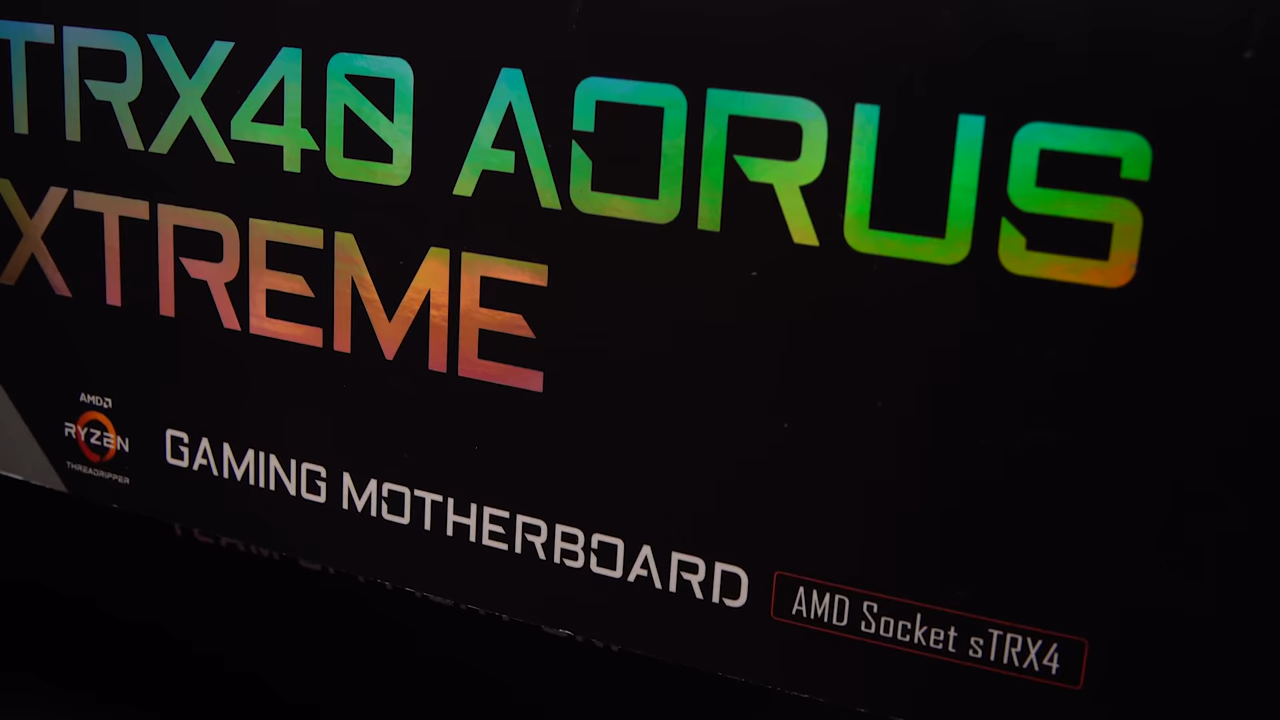 TRX40 AORUS
XTREME
AMD
RYZEN
THREADRIPPER
GAMING MOTHERBOARD
AMD Socket sTRX4